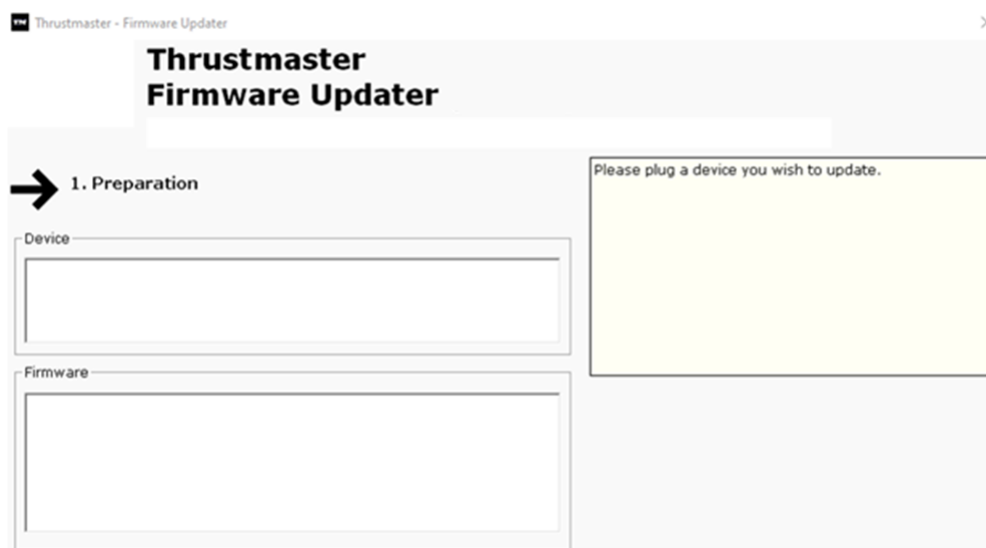 Thrustmaster - Firmware Updater
Thrustmaster
Firmware Updater
1. Preparation
Please plug a device you wish to update.
Device
Firmware